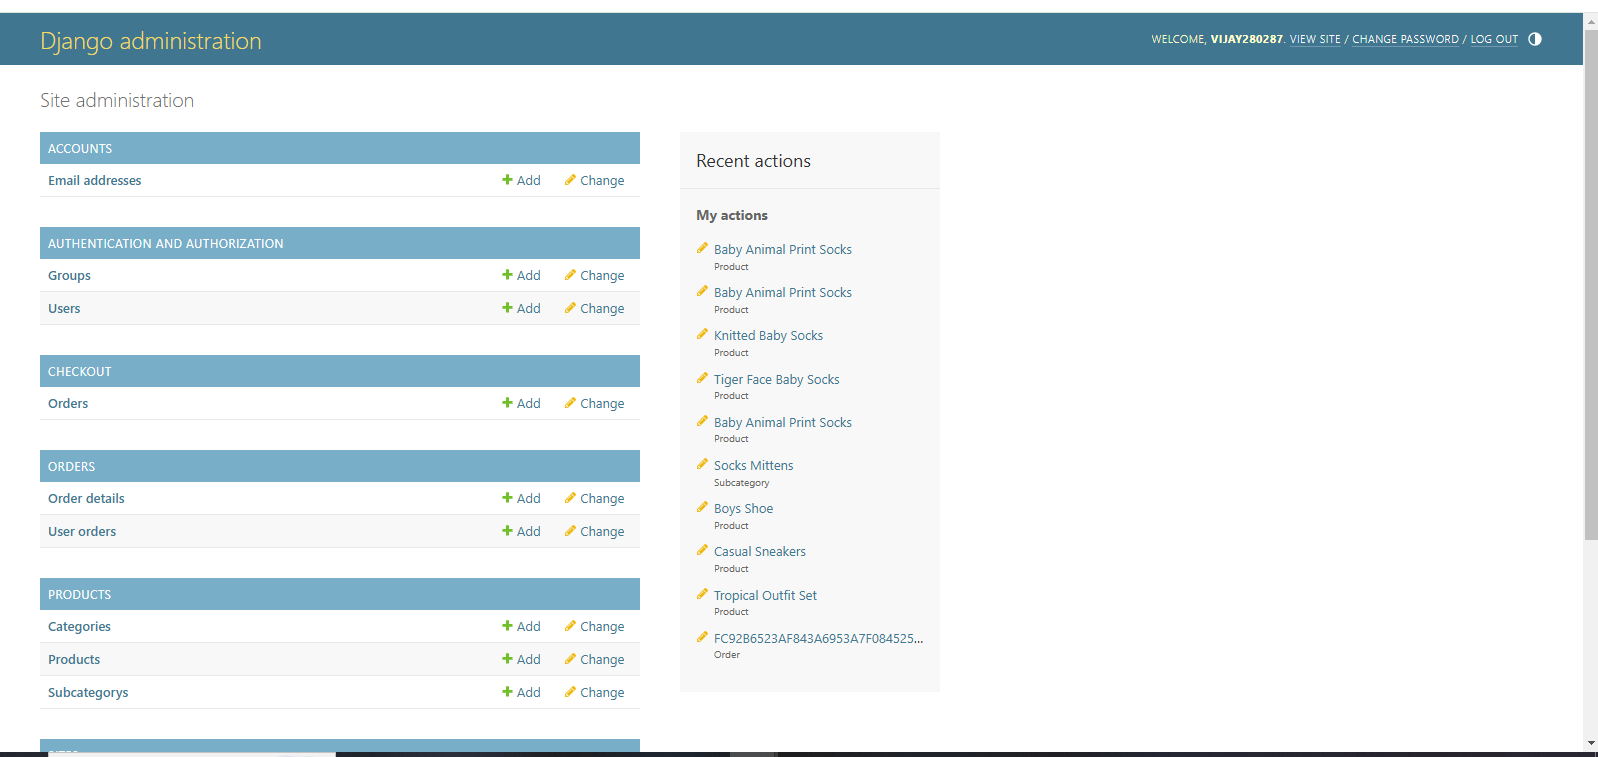 Django administration
WELCOME, VIJAY280287. VIEW SITE / CHANGE PASSWORD / LOG OUT
Site administration
ACCOUNTS
Email addresses Add Change
AUTHENTICATION AND AUTHORIZATION
Groups Add Change
Users Add Change
CHECKOUT
Orders Add Change
ORDERS
Order details Add Change
User orders Add Change
PRODUCTS
Categories Add Change
Products Add Change
Subcategorys Add Change
Recent actions
My actions
Baby Animal Print Socks
Product
Baby Animal Print Socks
Product
Knitted Baby Socks
Product
Tiger Face Baby Socks
Product
Baby Animal Print Socks
Product
Socks Mittens
Subcategory
Boys Shoe
Product
Casual Sneakers
Product
Tropical Outfit Set
Product
FC92B6523AF843A6953A7F084525...
Order